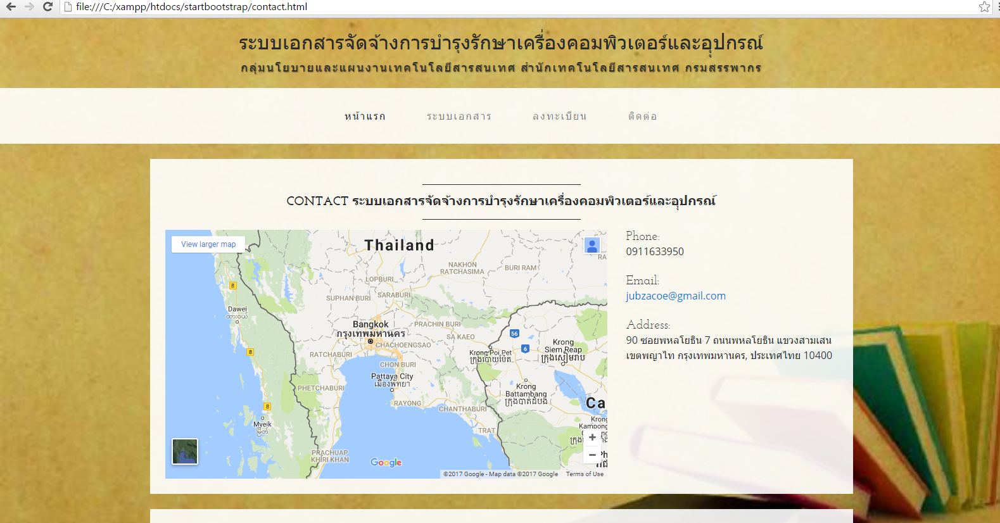 file:///C:/xampp/htdocs/startbootstrap/contact.html
ระบบเอกสารจัดจ้างการบำรุงรักษาเครื่องคอมพิวเตอร์และอุปกรณ์
กลุ่มนโยบายและแผนงานเทคโนโลยีสารสนเทศ สำนักเทคโนโลยีสารสนเทศ กรมสรรพากร
หน้าแรก ระบบเอกสาร ลงทะเบียน ติดต่อ
CONTACT ระบบเอกสารจัดจ้างการบำรุงรักษาเครื่องคอมพิวเตอร์และอุปกรณ์
View larger map
Thailand
NAKHON
RATCHASIMA
BURI RAM
RA
LOPBURI
SUPHAN BURI
SARABURI
8
Dawei
ထားဝယ်
Bangkok
กรุงเทพมหานคร
PRACHIN BURI
SA KAEO
56
6
CHACHOENGSAO
RATCHABURI
8
Krong Poi Pet
ក្រុងប៉ោយប៉ែត
Krong
Siem Reap
ក្រុងសៀមរាប
CHON BURI
Pattaya City
เมืองพัทยา
PHETCHABURI
RAYONG
CHANTHABURI
Krong
Battambang
ក្រុងបាត់ដំបង
8
Ca
Myeik
မြိတ်
TRAT
Krong
Kampong
PRACHUAP
KHIRI KHAN
Google
©2017 Google - Map data ©2017 Google Terms of Use
Phone:
0911633950
Email:
jubzacoe@gmail.com
Address:
90 ซอยพหลโยธิน 7 ถนนพหลโยธิน แขวงสามเสน
เขตพญาไท กรุงเทพมหานคร, ประเทศไทย 10400